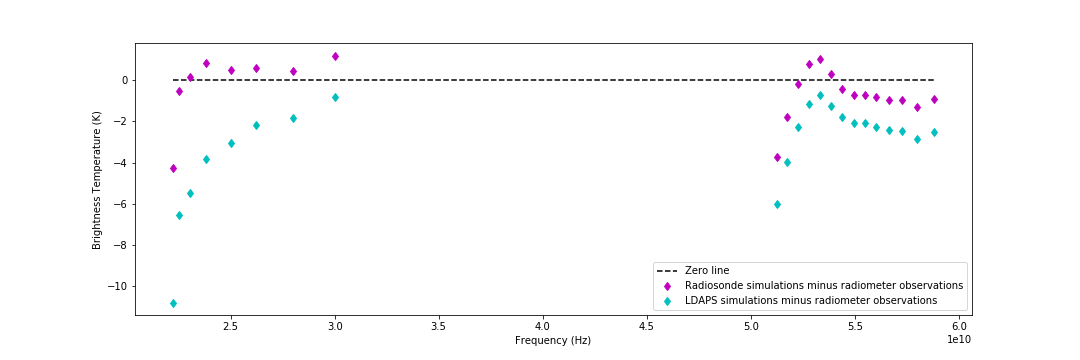 0
−2
−4
−6
−8
−10
Brightness Temperature (K)
Zero line
Radiosonde simulations minus radiometer observations
LDAPS simulations minus radiometer observations
2.5 3.0 3.5 4.0 4.5 5.0 5.5 6.0
1e10
Frequency (Hz)